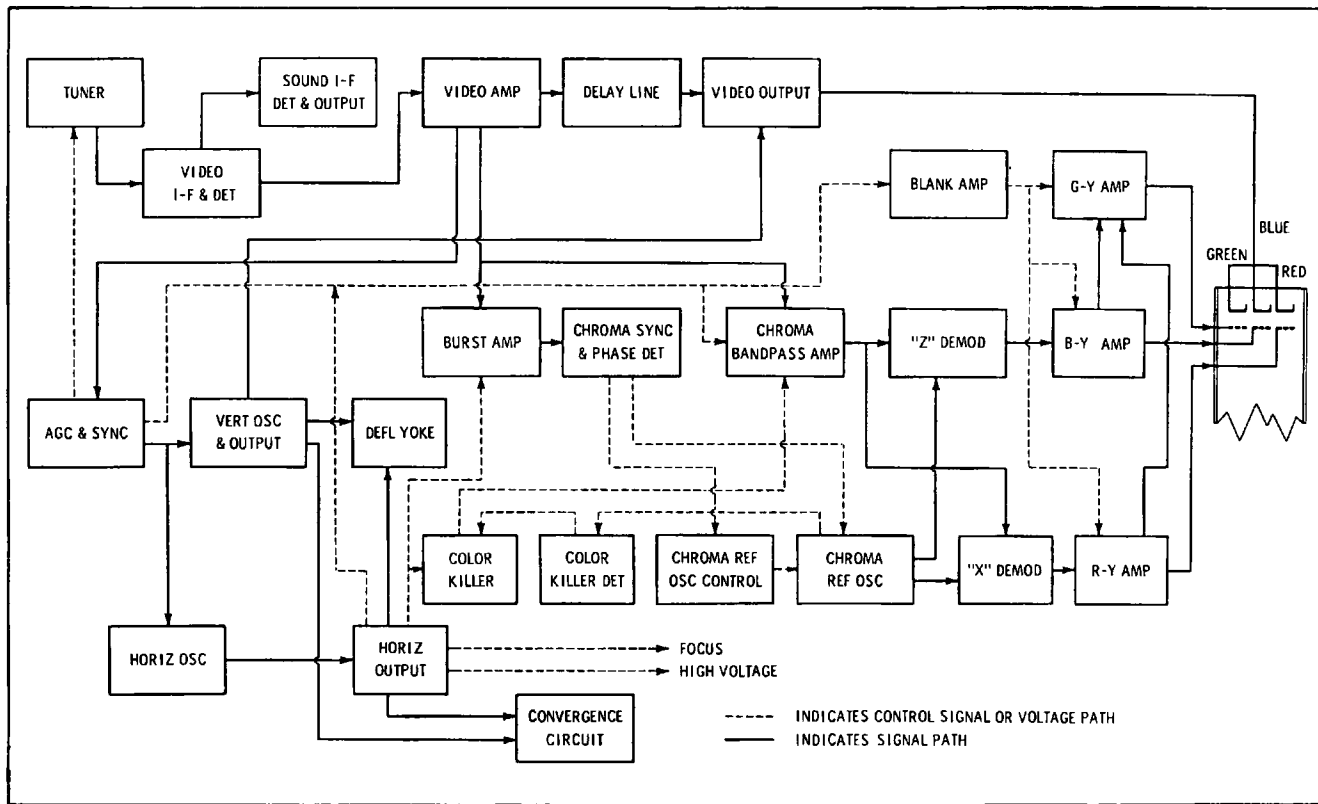 TUNER
SOUND I-F
DET & OUTPUT
VIDEO AMP
DELAY LINE
VIDEO OUTPUT
VIDEO
I-F & DET
BLANK AMP
G-Y AMP
BLUE
GREEN
RED
BURST AMP
CHROMA SYNC
& PHASE DET
CHROMA
BANDPASS AMP
"Z" DEMOD
B-Y AMP
AGC & SYNC
VERT OSC
& OUTPUT
DEFL YOKE
COLOR
KILLER
COLOR
KILLER DET
CHROMA REF
OSC CONTROL
CHROMA
REF OSC
"X" DEMOD
R-Y AMP
HORIZ OSC
HORIZ
OUTPUT
FOCUS
HIGH VOLTAGE
CONVERGENCE
CIRCUIT
INDICATES CONTROL SIGNAL OR VOLTAGE PATH
INDICATES SIGNAL PATH